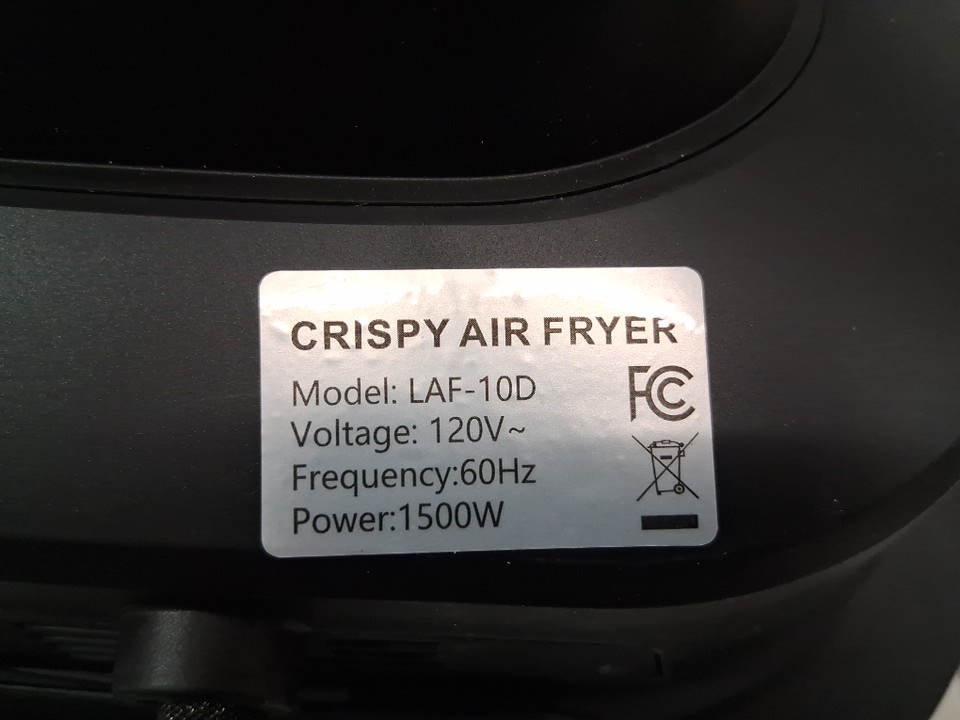 CRISPY AIR FRYER
Model: LAF-10D
Voltage: 120V~
Frequency:60Hz
Power:1500W
FC